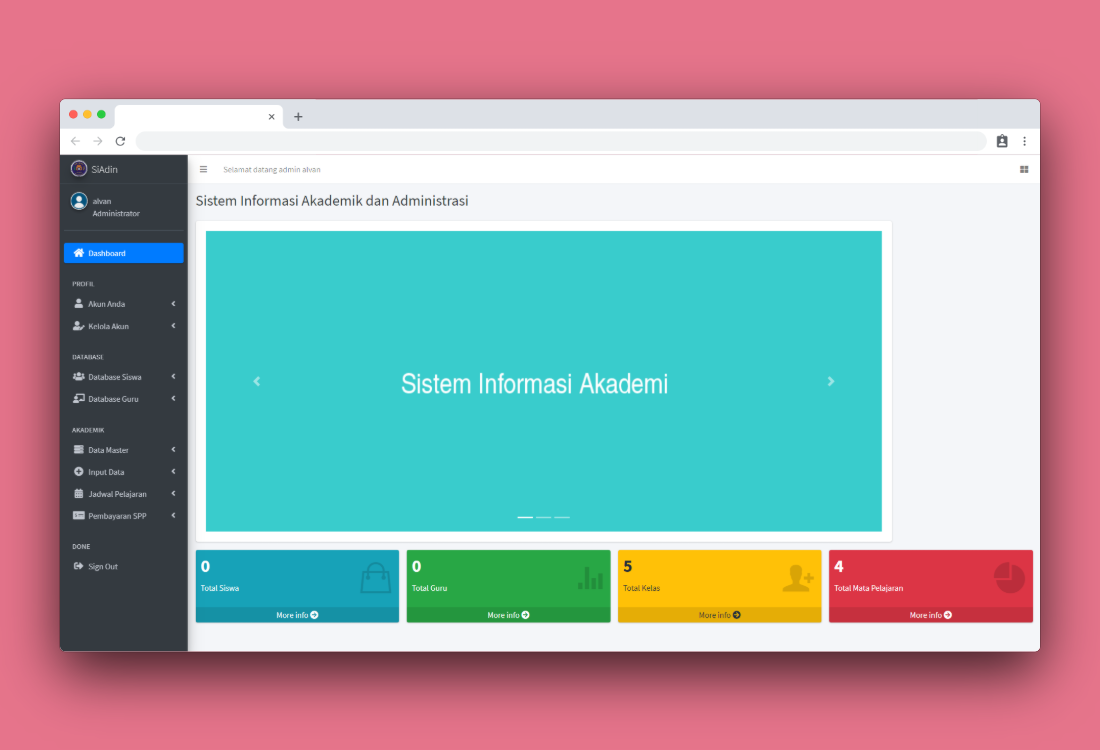 SiAdin
Selamat datang admin alvan
alvan
Administrator
Sistem Informasi Akademik dan Administrasi
Dashboard
PROFIL
Akun Anda
Kelola Akun
DATABASE
Database Siswa
Database Guru
AKADEMIK
Data Master
Input Data
Jadwal Pelajaran
Pembayaran SPP
DONE
Sign Out
Sistem Informasi Akademi
0
Total Siswa
More info
0
Total Guru
More info
5
Total Kelas
More info
4
Total Mata Pelajaran
More info